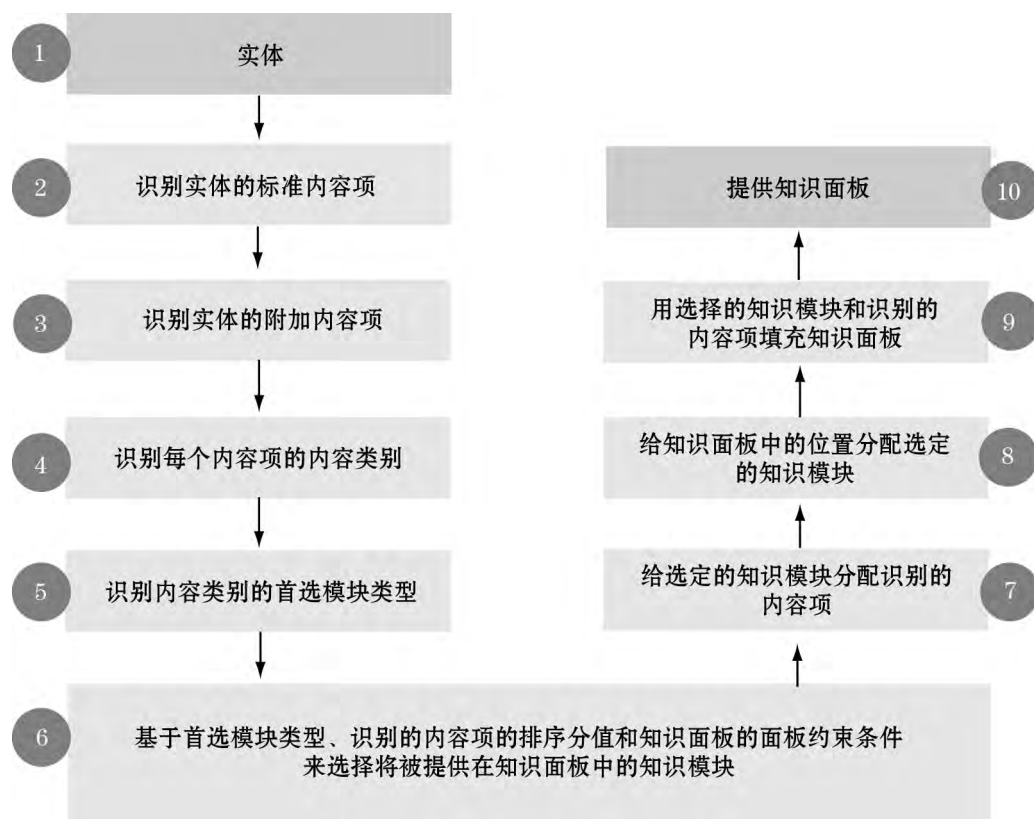 1
实体
2
识别实体的标准内容项
3
识别实体的附加内容项
4
识别每个内容项的内容类别
5
识别内容类别的首选模块类型
6
基于首选模块类型、识别的内容项的排序分值和知识面板的面板约束条件
来选择将被提供在知识面板中的知识模块
7
给选定的知识模块分配识别的
内容项
8
给知识面板中的位置分配选定
的知识模块
9
用选择的知识模块和识别的
内容项填充知识面板
10
提供知识面板